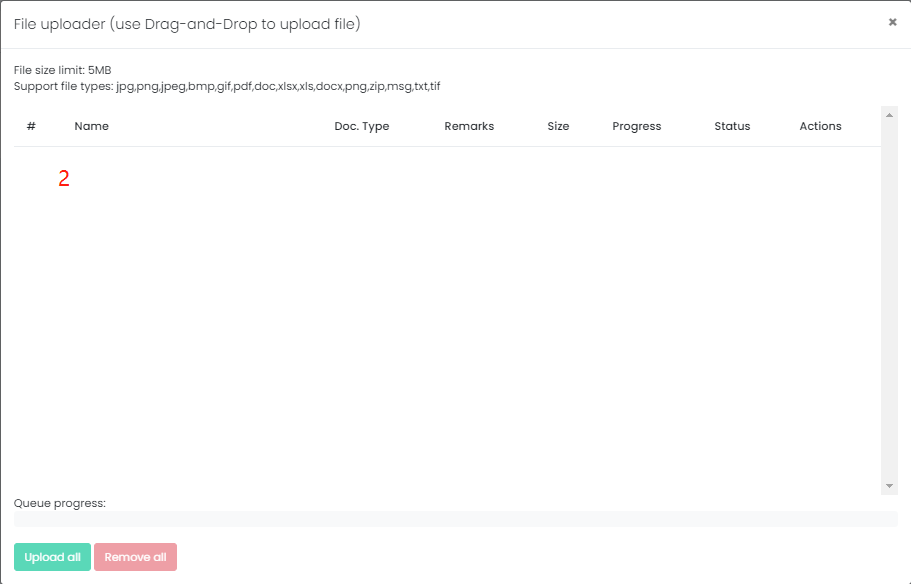 File uploader (use Drag-and-Drop to upload file) ×
File size limit: 5MB
Support file types: jpg,png,jpeg,bmp,gif,pdf,doc,xlsx,xls,docx,png,zip,msg,txt,tif
# Name Doc. Type Remarks Size Progress Status Actions
2
Queue progress:
Upload all Remove all